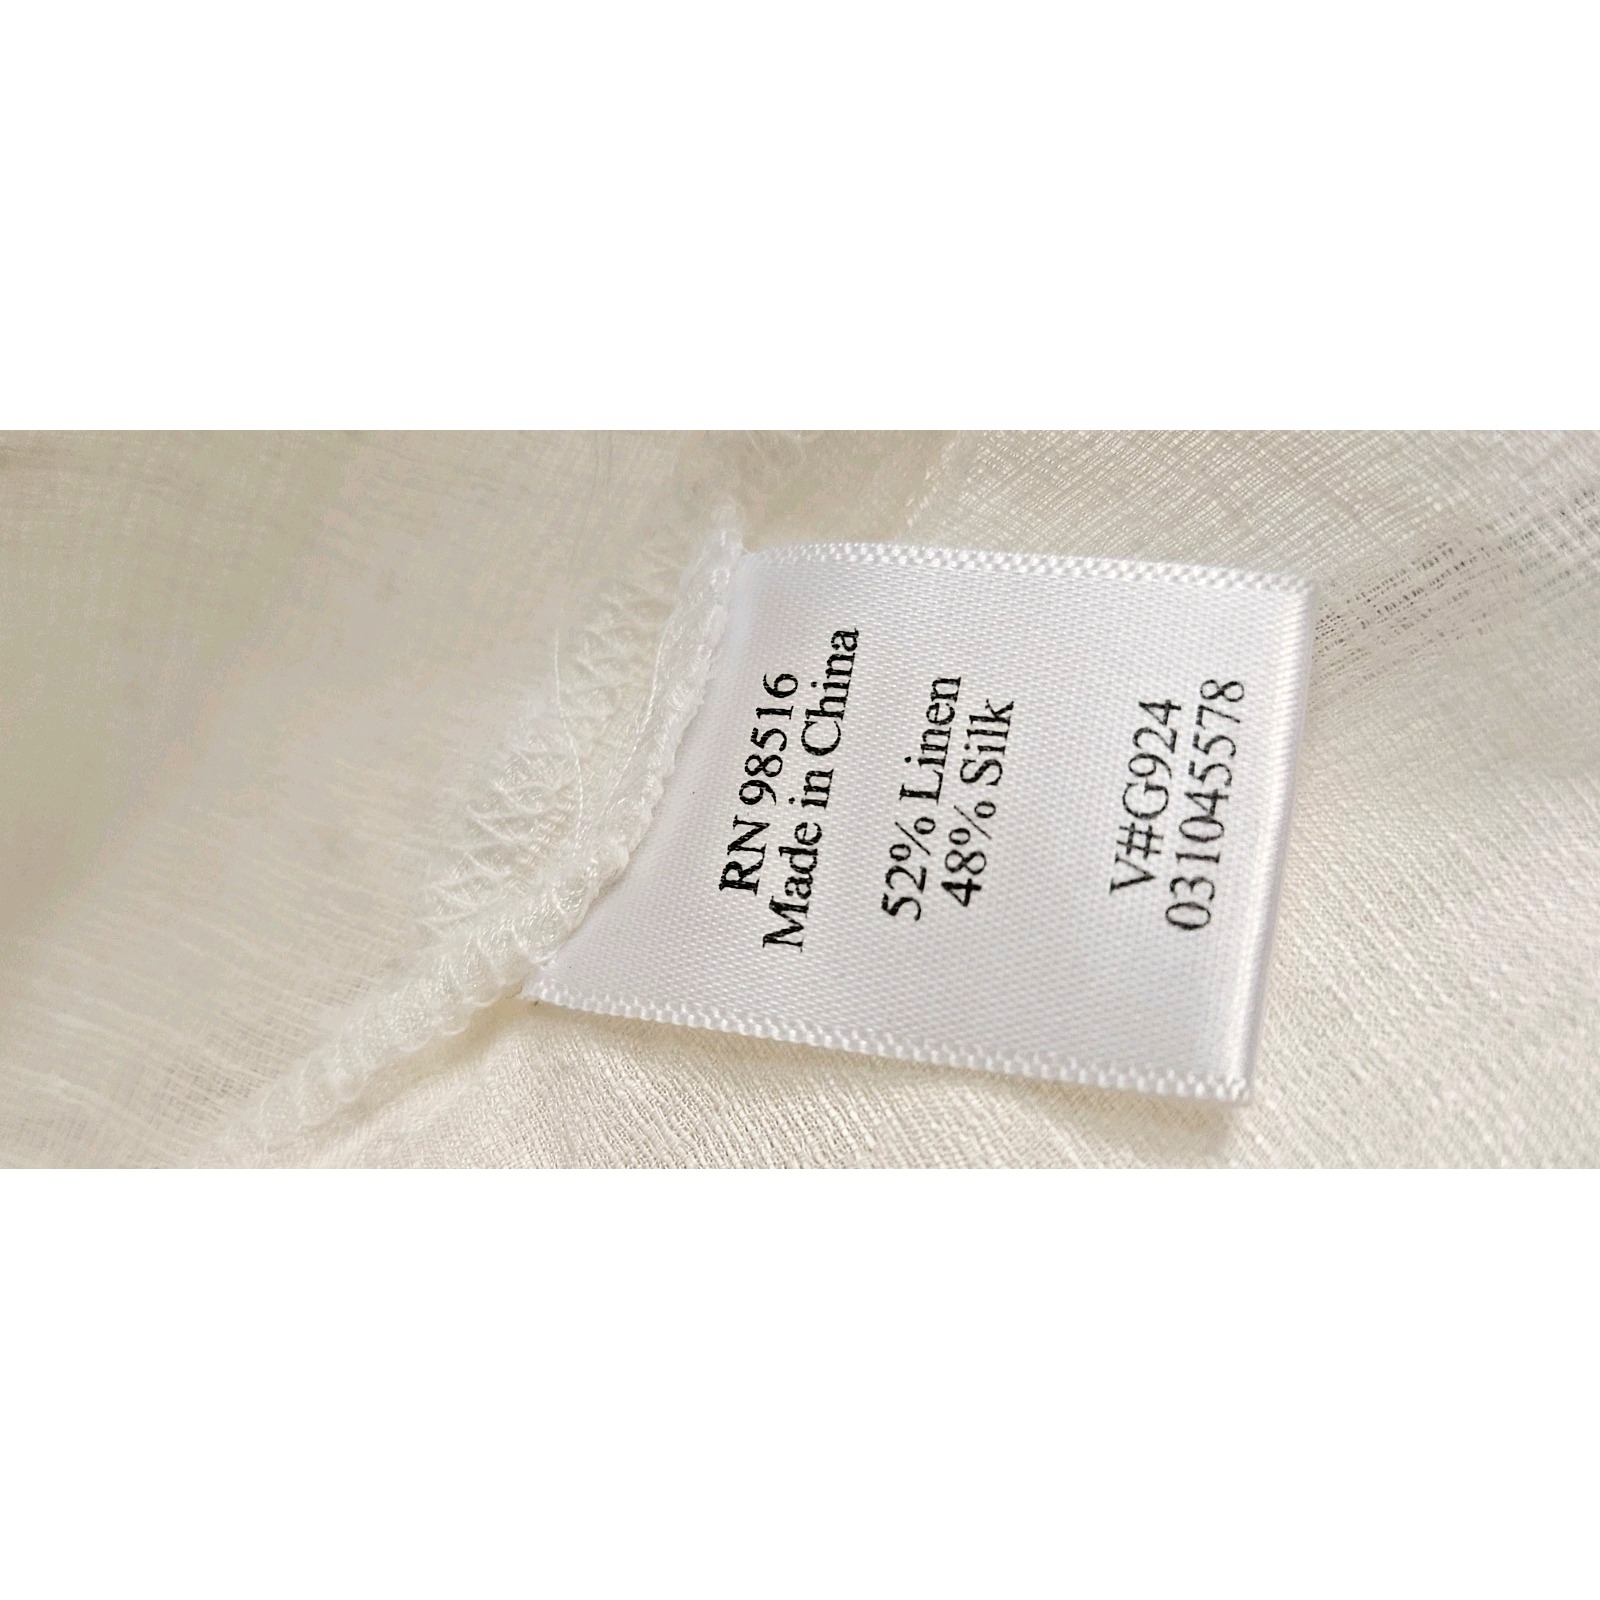 RN 98516
Made in China
52% Linen
48% Silk
V#G924
031045578